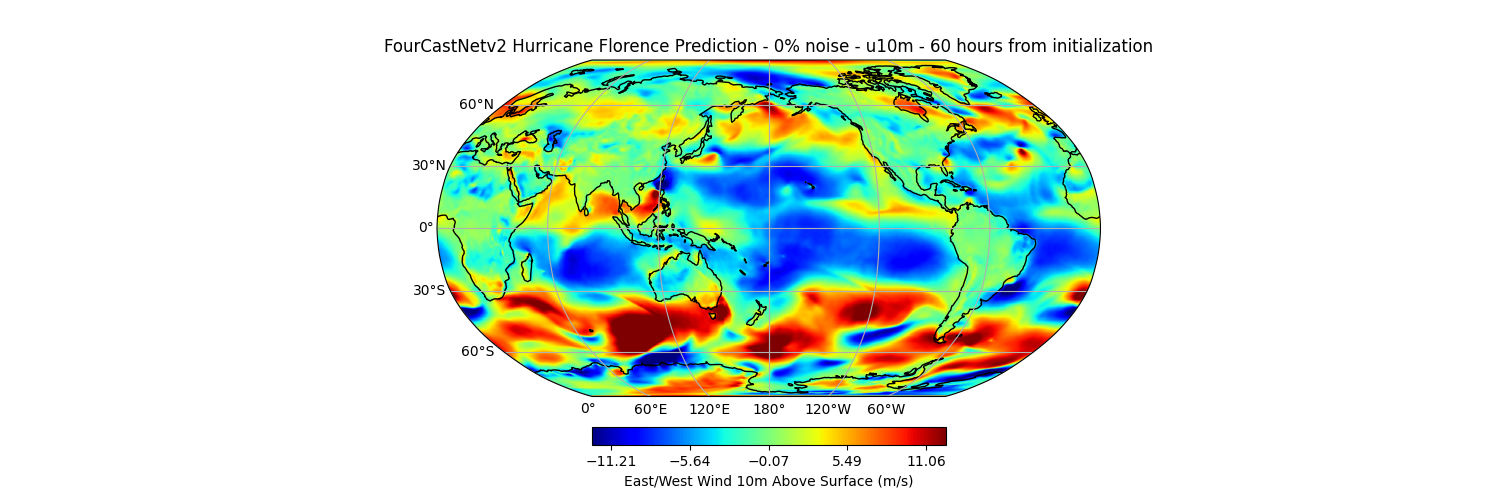 FourCastNetv2 Hurricane Florence Prediction - 0% noise - u10m - 60 hours from initialization
60°N
30°N
0°
30°S
60°S
0° 60°E 120°E 180° 120°W 60°W
−11.21 −5.64 −0.07 5.49 11.06
East/West Wind 10m Above Surface (m/s)